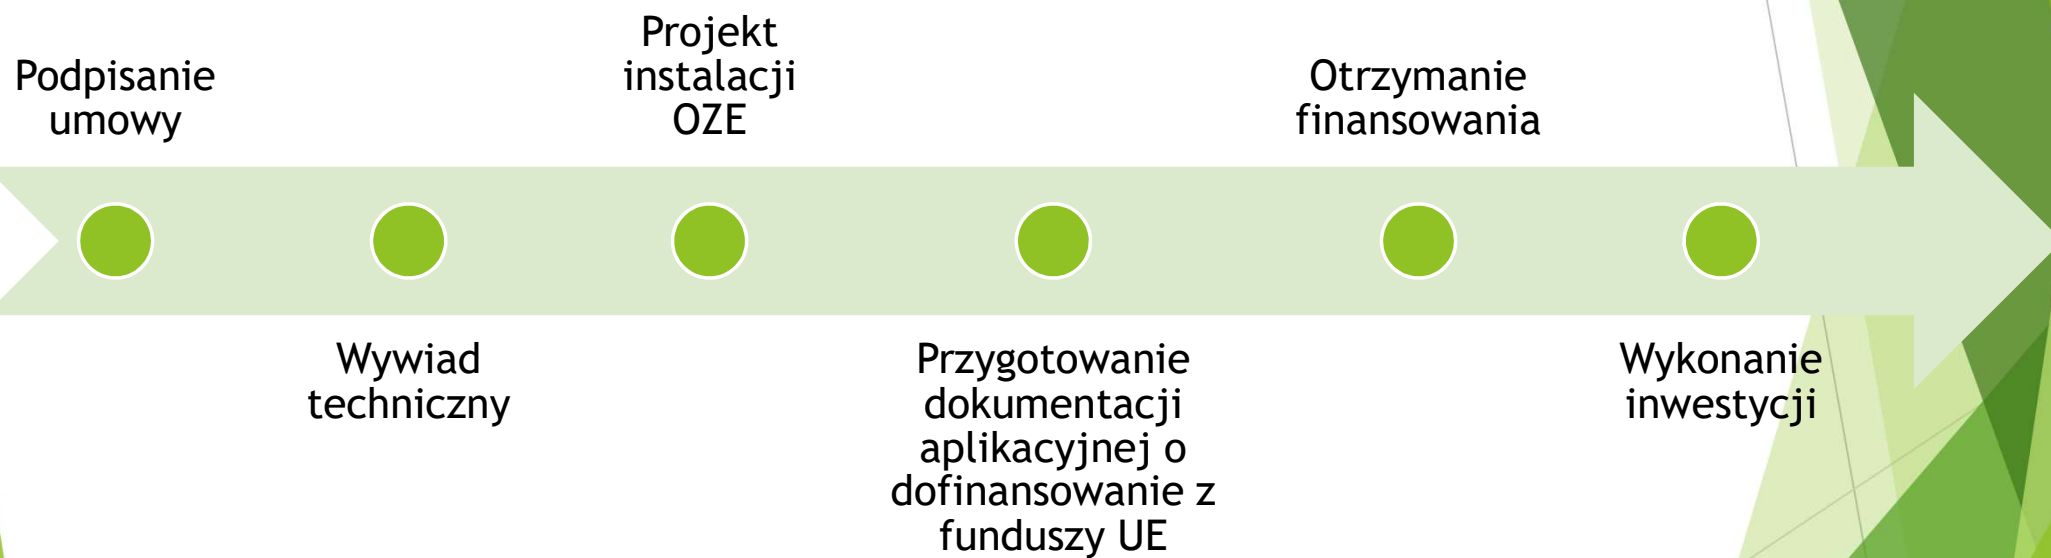 Podpisanie
umowy
Wywiad
techniczny
Projekt
instalacji
OZE
Przygotowanie
dokumentacji
aplikacyjnej o
dofinansowanie z
funduszy UE
Otrzymanie
finansowania
Wykonanie
inwestycji